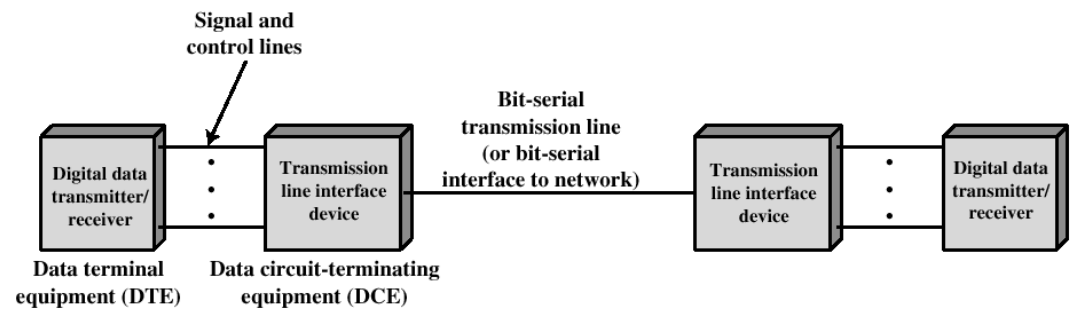 Signal and
control lines
Bit-serial
transmission line
(or bit-serial
interface to network)
Digital data
transmitter/
receiver
Transmission
line interface
device
Transmission
line interface
device
Digital data
transmitter/
receiver
Data terminal
equipment (DTE)
Data circuit-terminating
equipment (DCE)